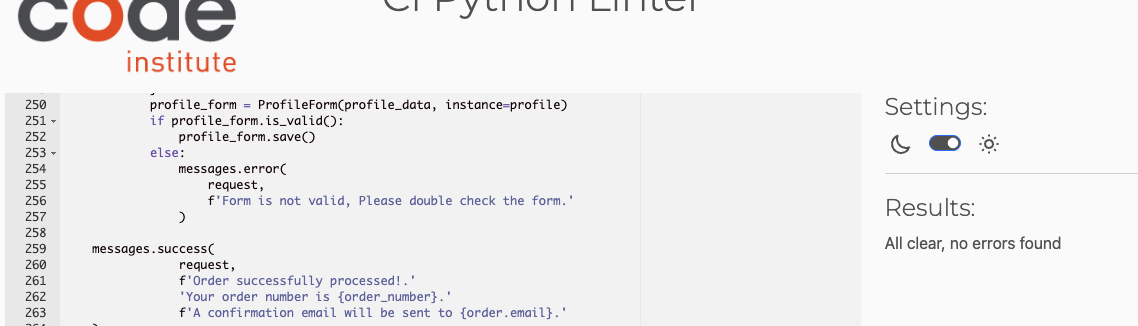 code
institute
CI Python Linter
250 profile_form = ProfileForm(profile_data, instance=profile)
251 if profile_form.is_valid():
252 profile_form.save()
253 else:
254 messages.error(
255 request,
256 f'Form is not valid, Please double check the form.'
257 )
258
259 messages.success(
260 request,
261 f'Order successfully processed!.'
262 'Your order number is {order_number}.'
263 f'A confirmation email will be sent to {order.email}.'
Settings:
Results:
All clear, no errors found